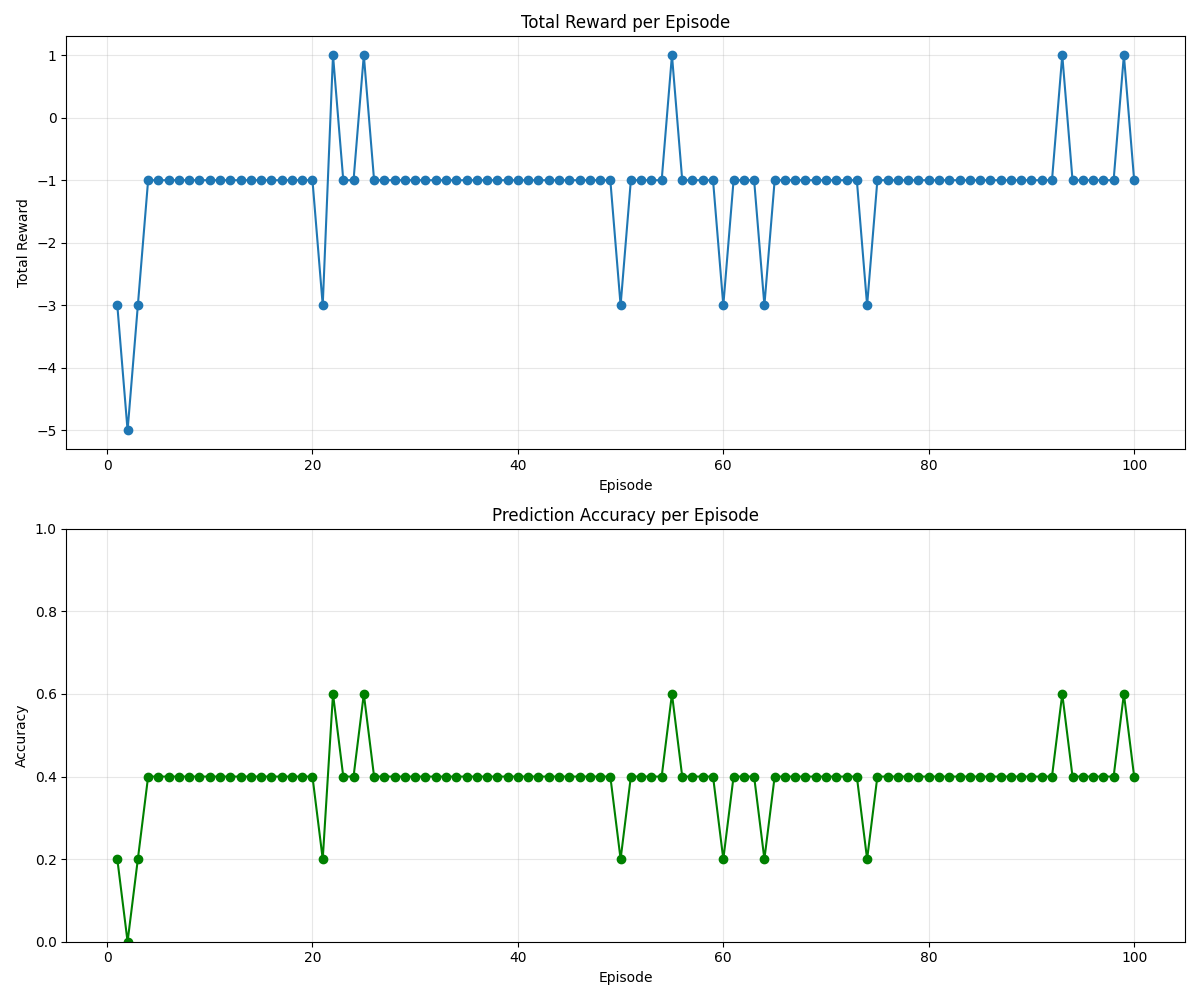 Total Reward per Episode
1
0
−1
−2
−3
−4
−5
Total Reward
0 20 40 60 80 100
Episode
Prediction Accuracy per Episode
1.0
0.8
0.6
0.4
0.2
0.0
Accuracy
0 20 40 60 80 100
Episode